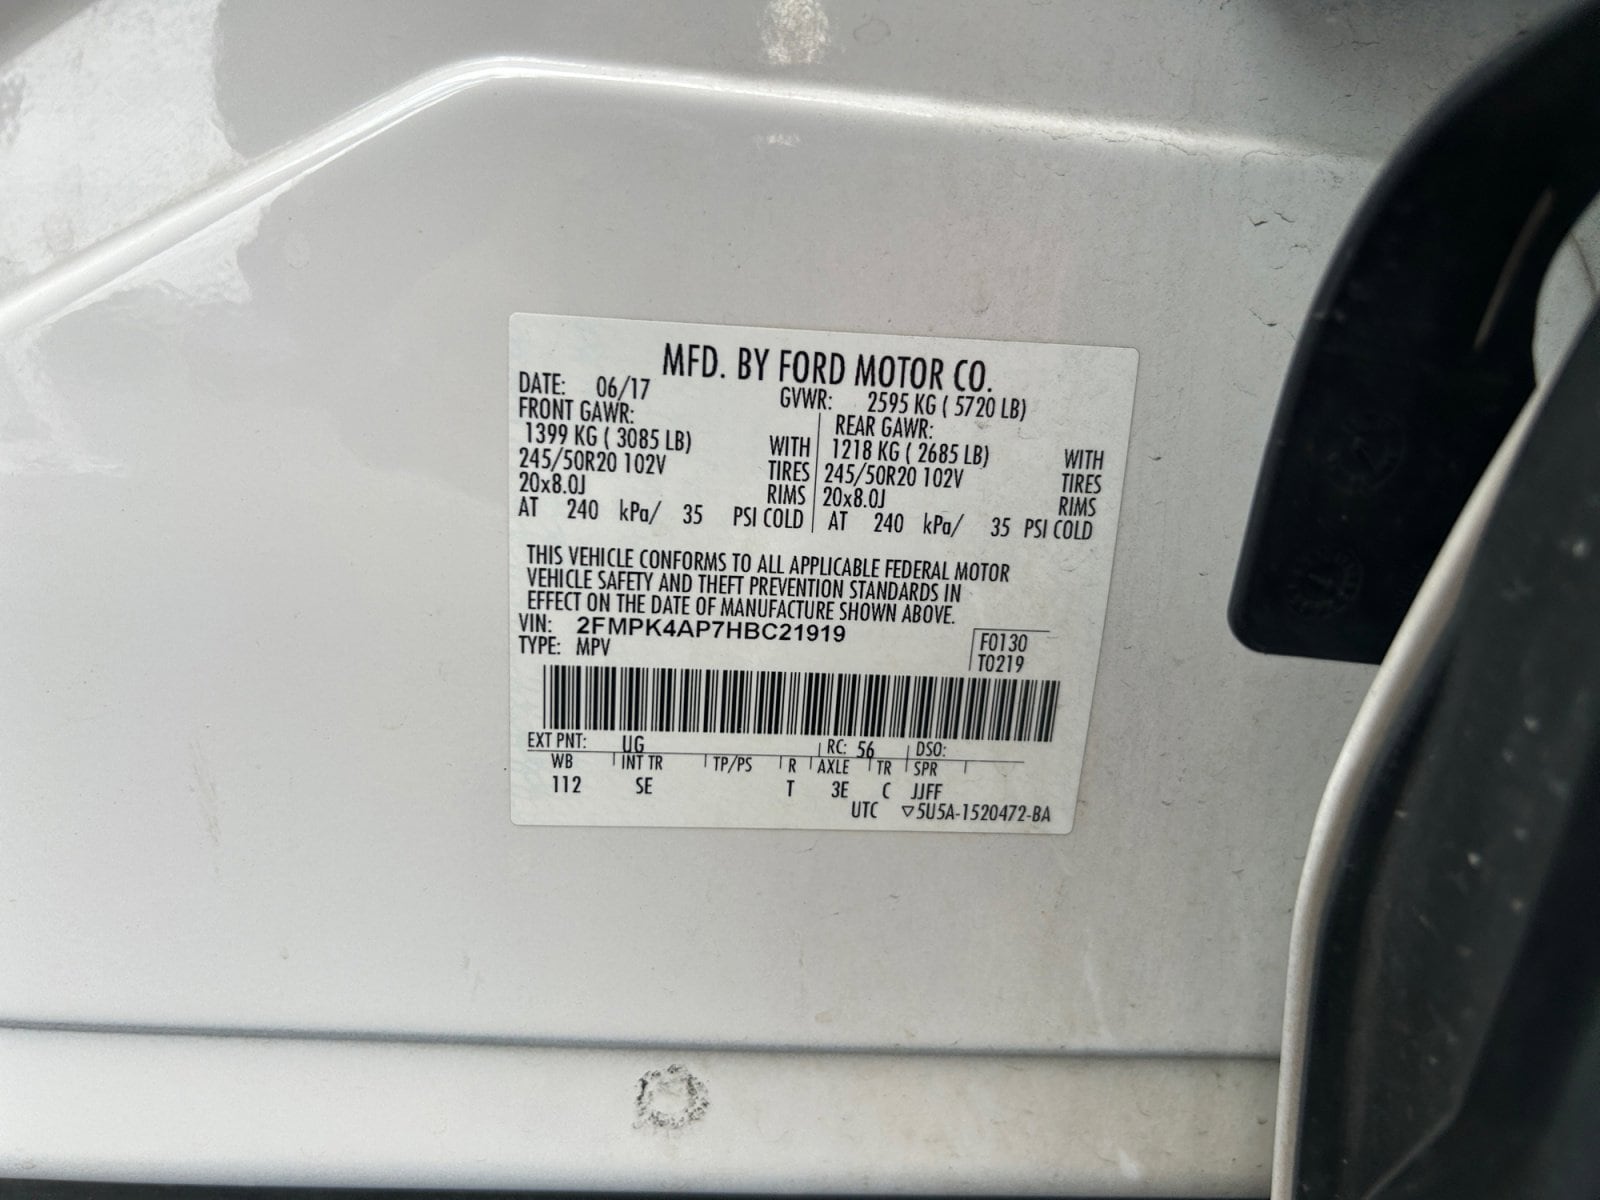 MFD. BY FORD MOTOR CO.
DATE: 06/17 GVWR: 2595 KG ( 5720 LB)
FRONT GAWR: REAR GAWR:
1399 KG ( 3085 LB) WITH 1218 KG ( 2685 LB) WITH
245/50R20 102V TIRES 245/50R20 102V TIRES
20x8.0J RIMS 20x8.0J RIMS
AT 240 kPa/ 35 PSI COLD AT 240 kPa/ 35 PSI COLD
THIS VEHICLE CONFORMS TO ALL APPLICABLE FEDERAL MOTOR
VEHICLE SAFETY AND THEFT PREVENTION STANDARDS IN
EFFECT ON THE DATE OF MANUFACTURE SHOWN ABOVE.
VIN: 2FMPK4AP7HBC21919 F0130
TYPE: MPV T0219
EXT PNT: UG RC: 56 DSO:
WB INT TR TP/PS R AXLE TR SPR
112 SE T 3E C JJFF
UTC ▽5U5A-1520472-BA